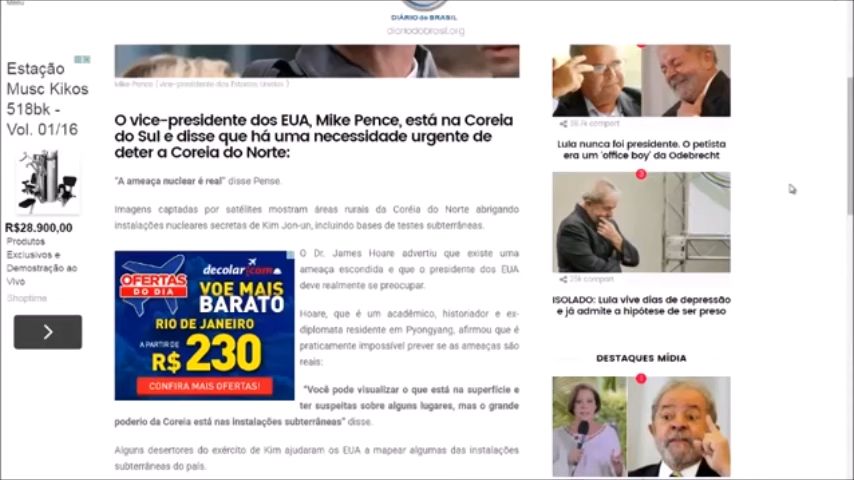 Menu
DIÁRIO do BRASIL
diariodobrasil.org
Estação
Musc Kikos
518bk -
Vol. 01/16
R$28.900,00
Produtos
Exclusivos e
Demostração ao
Vivo
Shoptime
Mike Pence ( vice-presidente dos Estados Unidos )
O vice-presidente dos EUA, Mike Pence, está na Coreia
do Sul e disse que há uma necessidade urgente de
deter a Coreia do Norte:
"A ameaça nuclear é real" disse Pense.
Imagens captadas por satélites mostram áreas rurais da Coréia do Norte abrigando
instalações nucleares secretas de Kim Jon-un, incluindo bases de testes subterrâneas.
OFERTAS
DO DIA
decolar.com
VOE MAIS
BARATO
RIO DE JANEIRO
A PARTIR DE
R$ 230
CONFIRA MAIS OFERTAS!
O Dr. James Hoare advertiu que existe uma
ameaça escondida e que o presidente dos EUA
deve realmente se preocupar.
Hoare, que é um acadêmico, historiador e ex-
diplomata residente em Pyongyang, afirmou que é
praticamente impossível prever se as ameaças são
reais:
"Você pode visualizar o que está na superfície e
ter suspeitas sobre alguns lugares, mas o grande
poderio da Coreia está nas instalações subterrâneas" disse.
Alguns desertores do exército de Kim ajudaram os EUA a mapear algumas das instalações
subterrâneas do país.
compart
Lula nunca foi presidente. O petista
era um 'office boy' da Odebrecht
3
25k compart
ISOLADO: Lula vive dias de depressão
e já admite a hipótese de ser preso
DESTAQUES MÍDIA
1